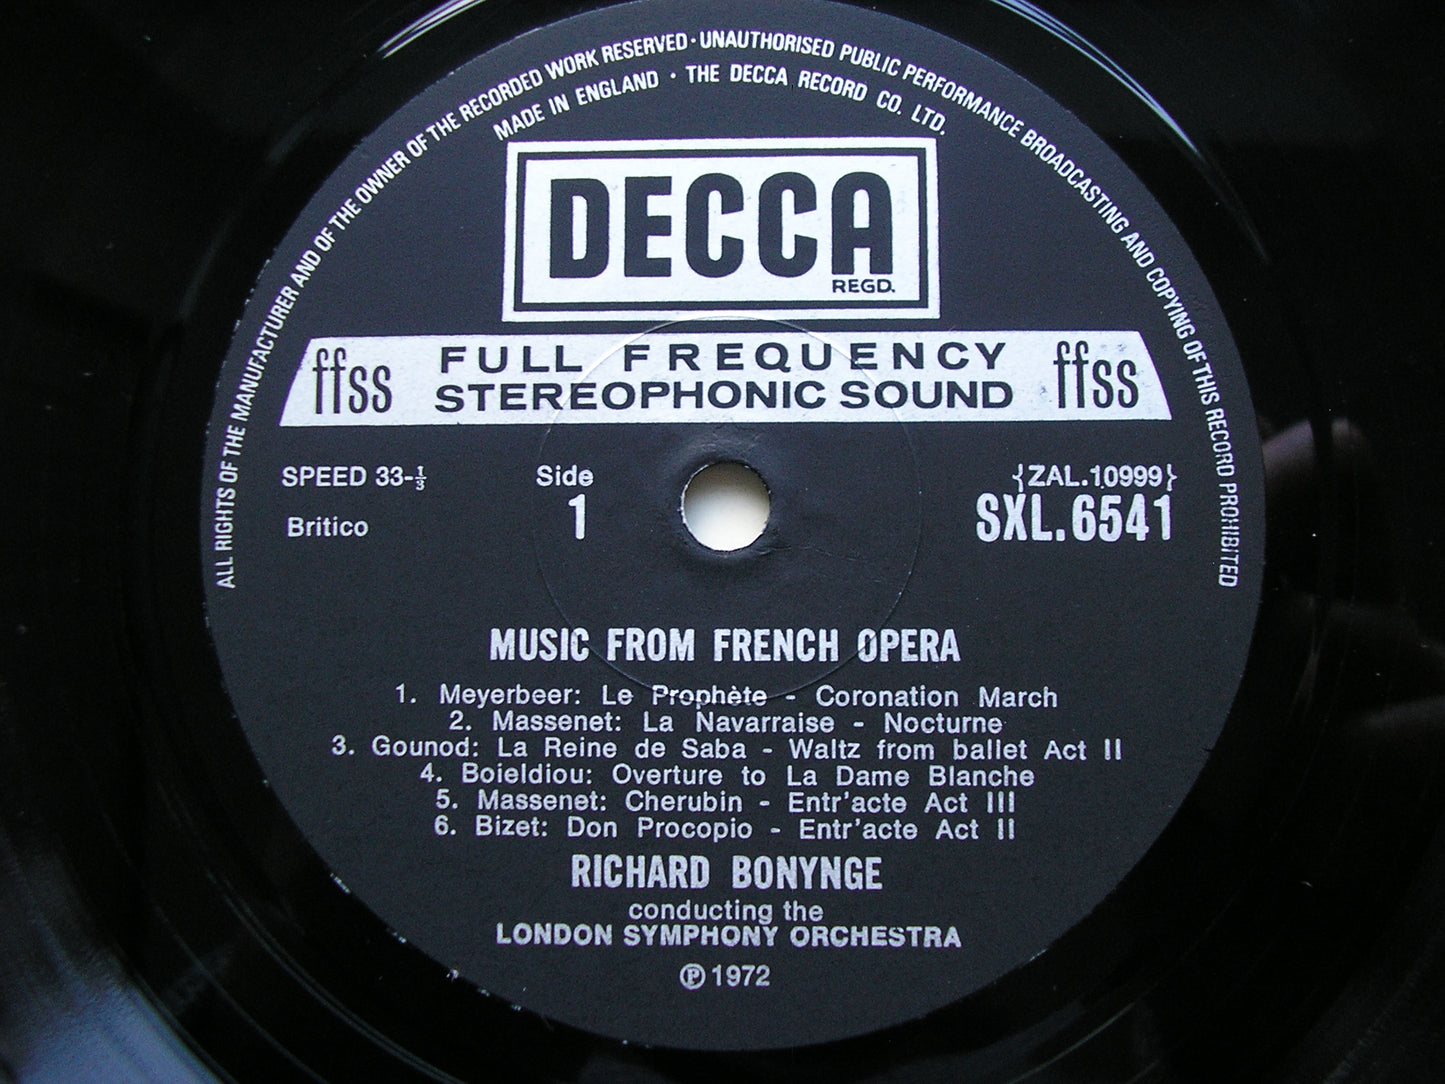 ALL RIGHTS OF THE MANUFACTURER AND OF THE OWNER OF THE RECORDED WORK RESERVED · UNAUTHORISED PUBLIC PERFORMANCE BROADCASTING AND COPYING OF THIS RECORD PROHIBITED
MADE IN ENGLAND · THE DECCA RECORD CO. LTD.
DECCA
REGD.
ffss FULL FREQUENCY ffss
STEREOPHONIC SOUND
SPEED 33-⅓ Side {ZAL.10999}
Britico 1 SXL.6541
MUSIC FROM FRENCH OPERA
1. Meyerbeer: Le Prophète - Coronation March
2. Massenet: La Navarraise - Nocturne
3. Gounod: La Reine de Saba - Waltz from ballet Act II
4. Boieldiou: Overture to La Dame Blanche
5. Massenet: Cherubin - Entr'acte Act III
6. Bizet: Don Procopio - Entr'acte Act II
RICHARD BONYNGE
conducting the
LONDON SYMPHONY ORCHESTRA
℗ 1972